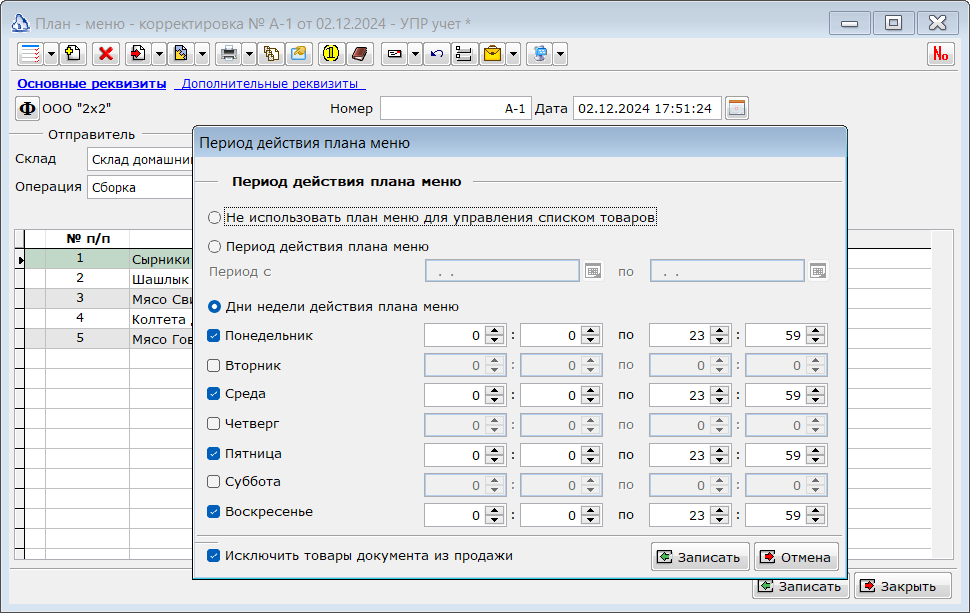 План - меню - корректировка № А-1 от 02.12.2024 - УПР учет *
No
Основные реквизиты Дополнительные реквизиты
Ф ООО "2x2" Номер А-1 Дата 02.12.2024 17:51:24
Отправитель
Склад Склад домашни
Операция Сборка
№ п/п
1 Сырники
2 Шашлык
3 Мясо Сви
4 Колтета
5 Мясо Гов
Период действия плана меню
Период действия плана меню
Не использовать план меню для управления списком товаров
Период действия плана меню
Период с . . по . .
Дни недели действия плана меню
Понедельник 0 : 0 по 23 : 59
Вторник 0 : 0 по 0 : 0
Среда 0 : 0 по 23 : 59
Четверг 0 : 0 по 0 : 0
Пятница 0 : 0 по 23 : 59
Суббота 0 : 0 по 0 : 0
Воскресенье 0 : 0 по 23 : 59
Исключить товары документа из продажи Записать Отмена
Записать Закрыть